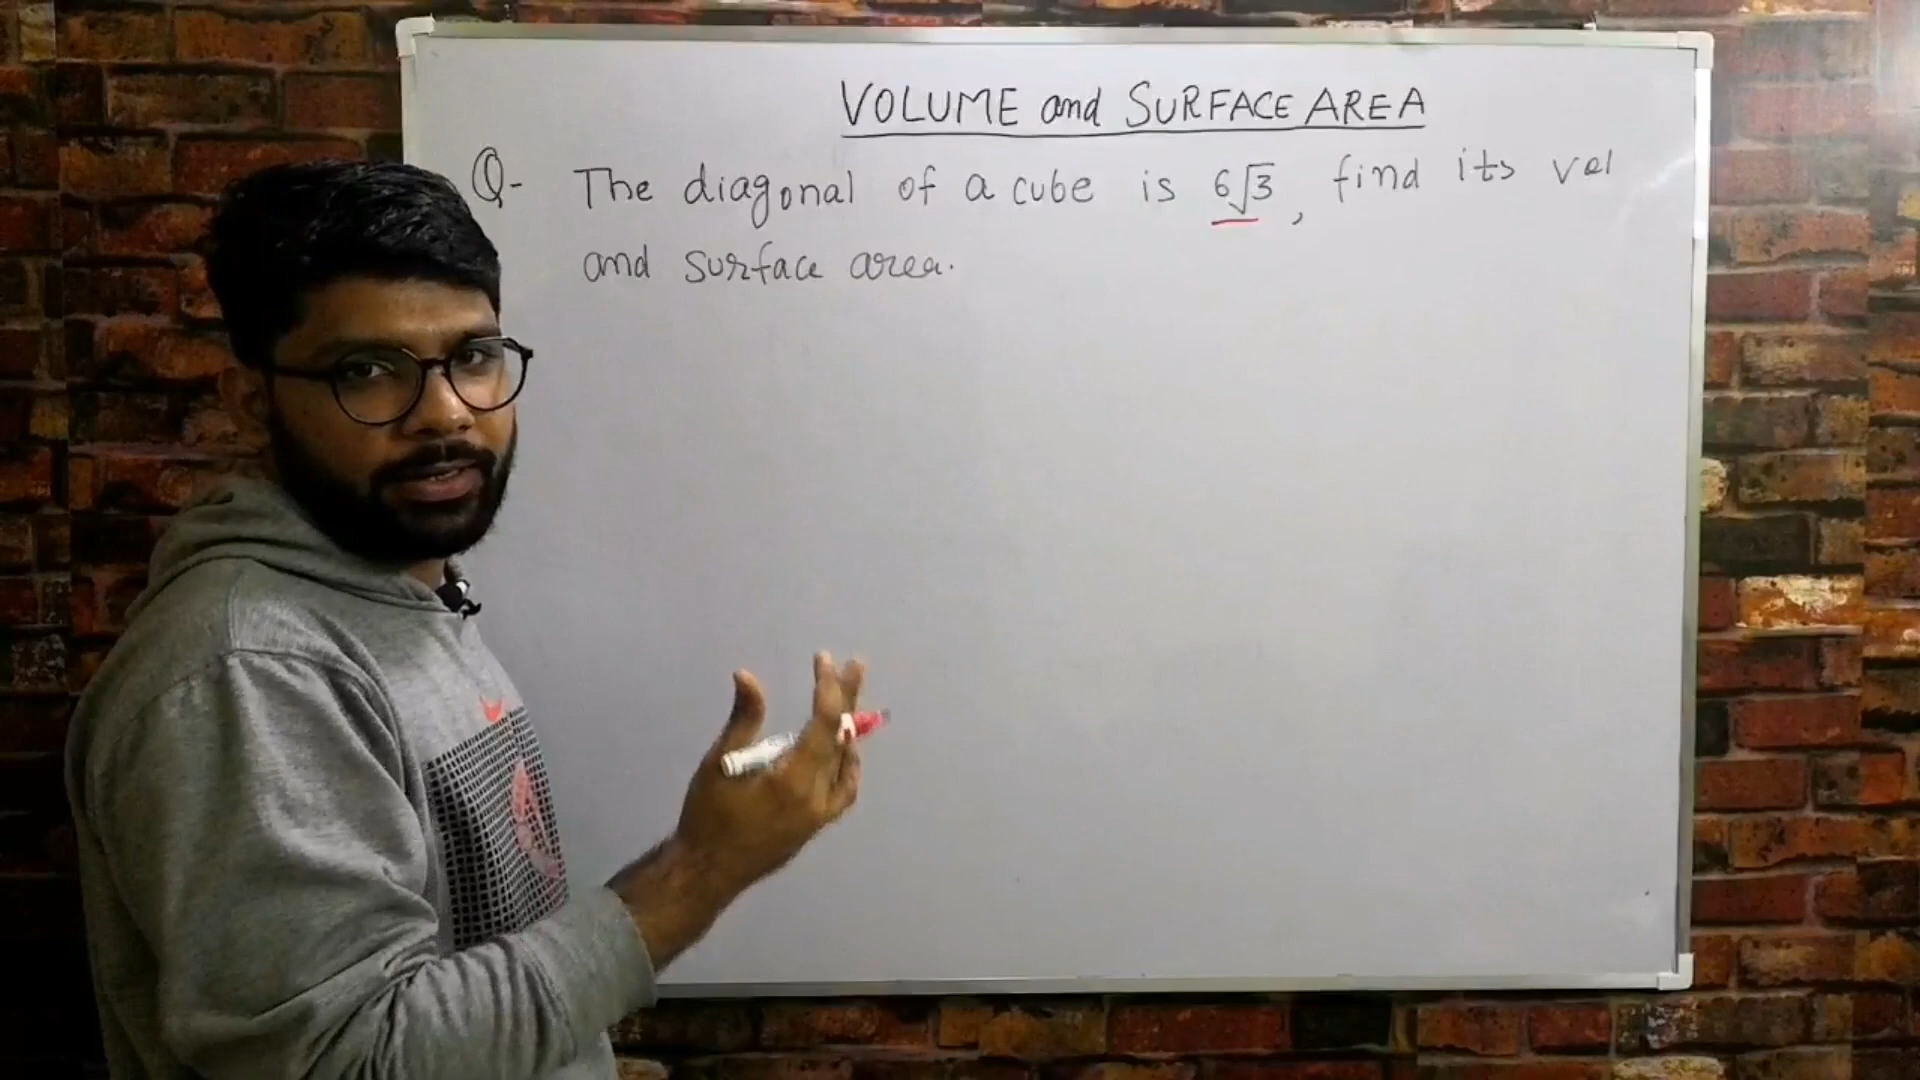 VOLUME and SURFACE AREA
Q- The diagonal of a cube is 6√3, find its vol
and surface area.